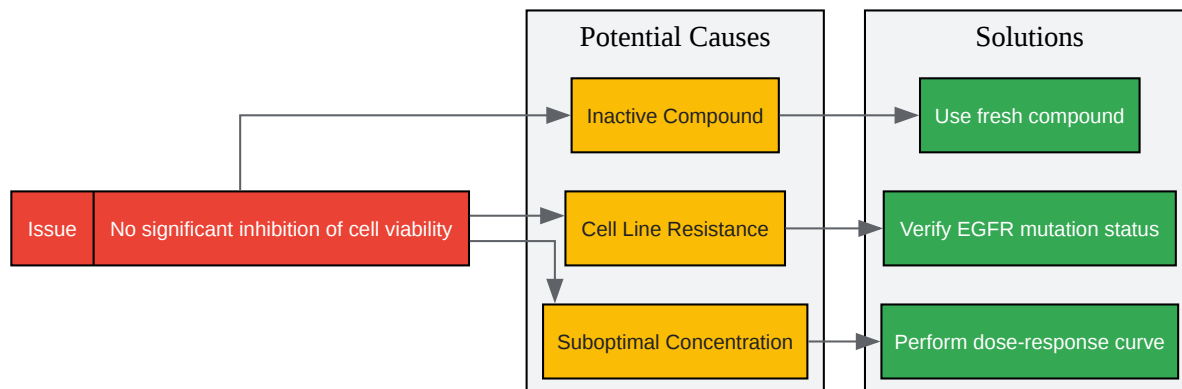 Potential Causes
Solutions
Inactive Compound
Use fresh compound
Issue
No significant inhibition of cell viability
Cell Line Resistance
Verify EGFR mutation status
Suboptimal Concentration
Perform dose-response curve